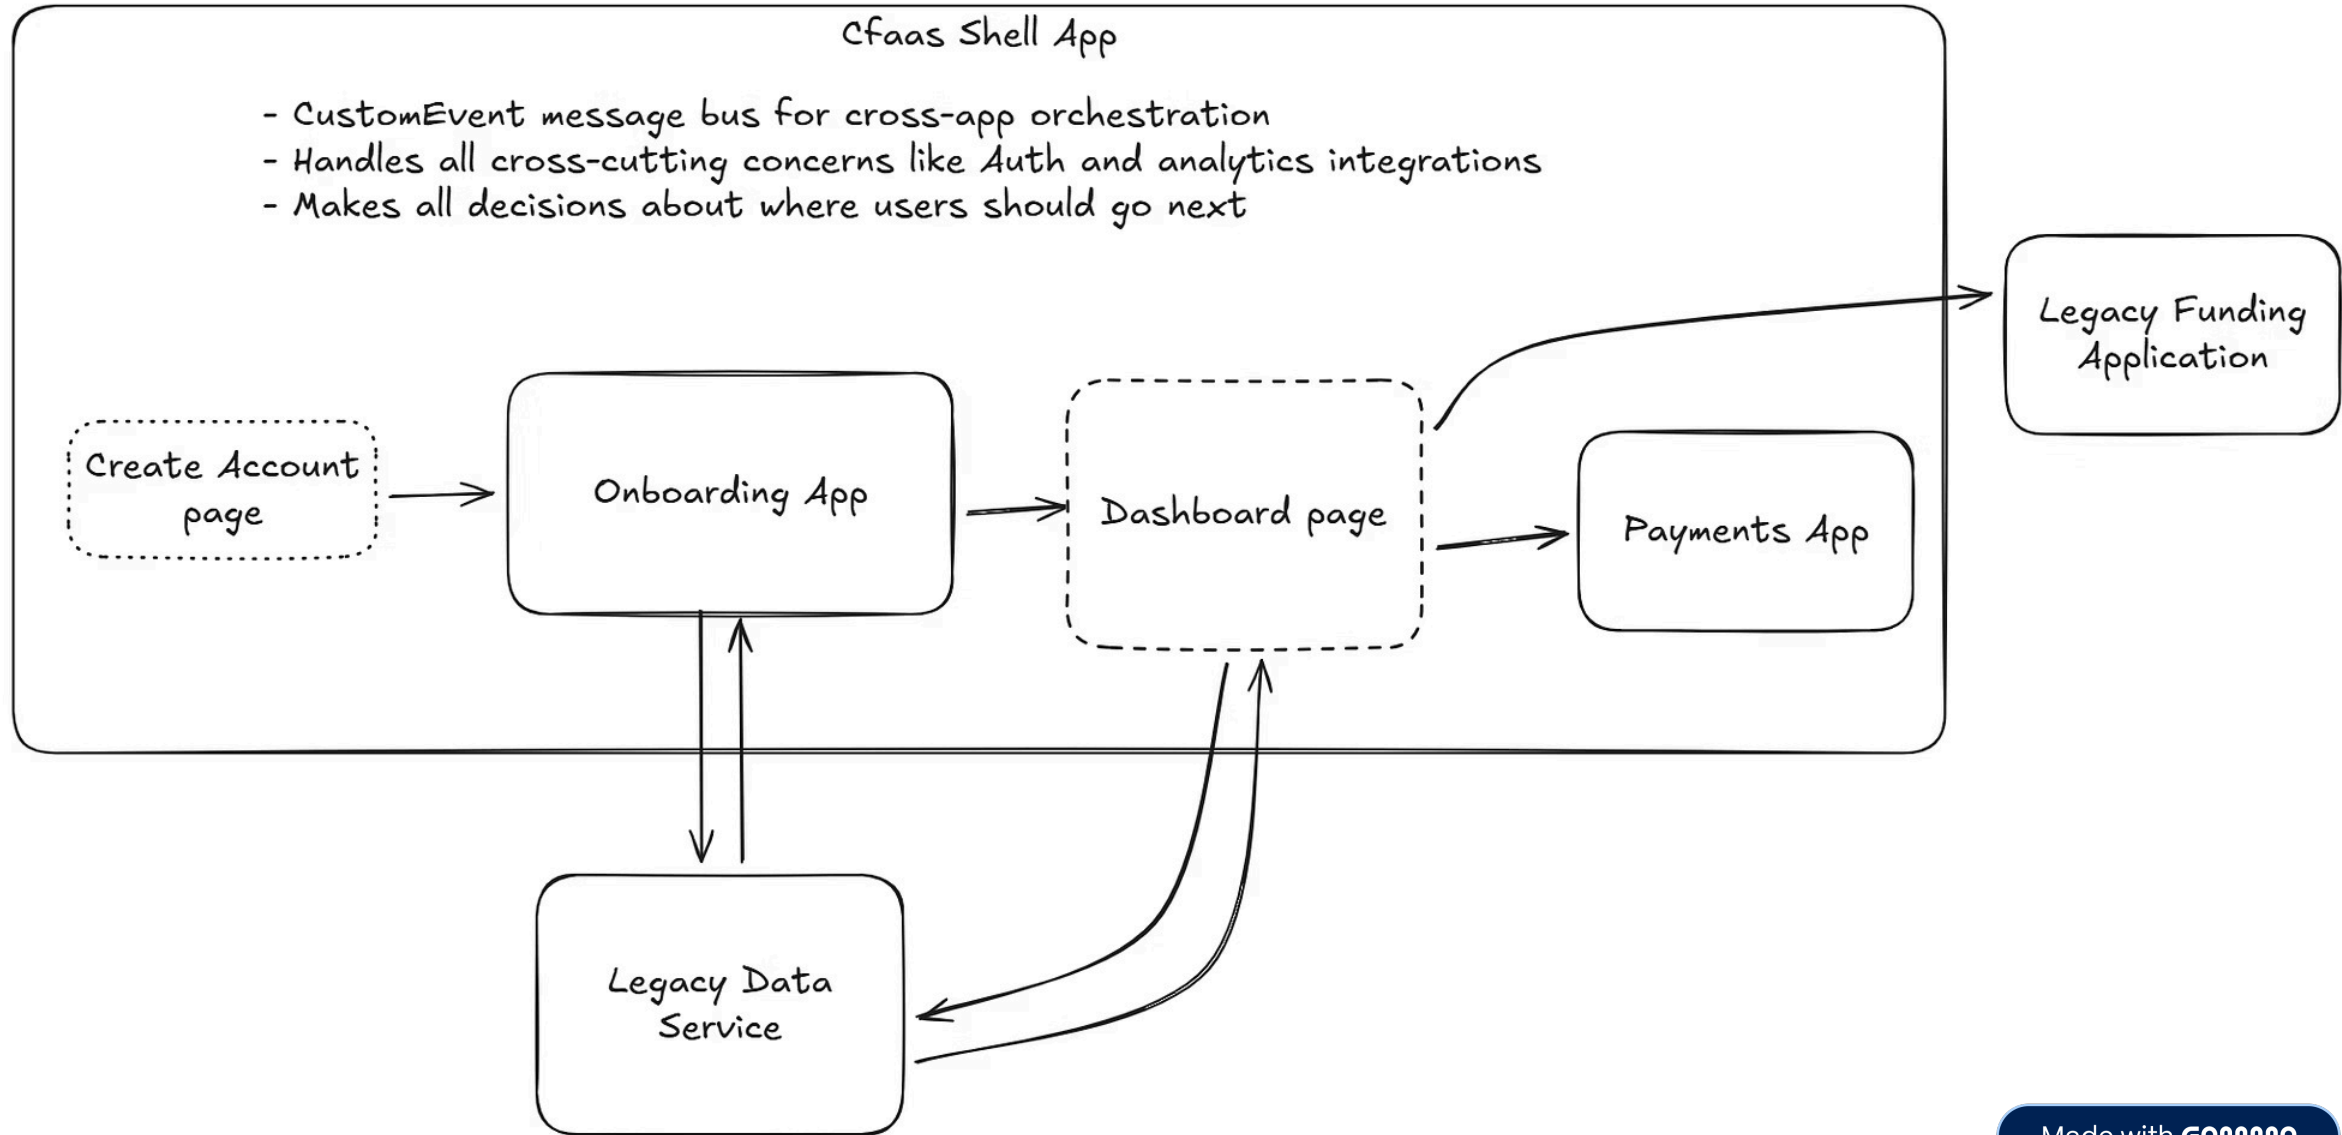 Cfaas Shell App
- CustomEvent message bus for cross-app orchestration
- Handles all cross-cutting concerns like Auth and analytics integrations
- Makes all decisions about where users should go next
Legacy Funding
Application
Create Account
page
Onboarding App
Dashboard page
Payments App
Legacy Data
Service
Made with